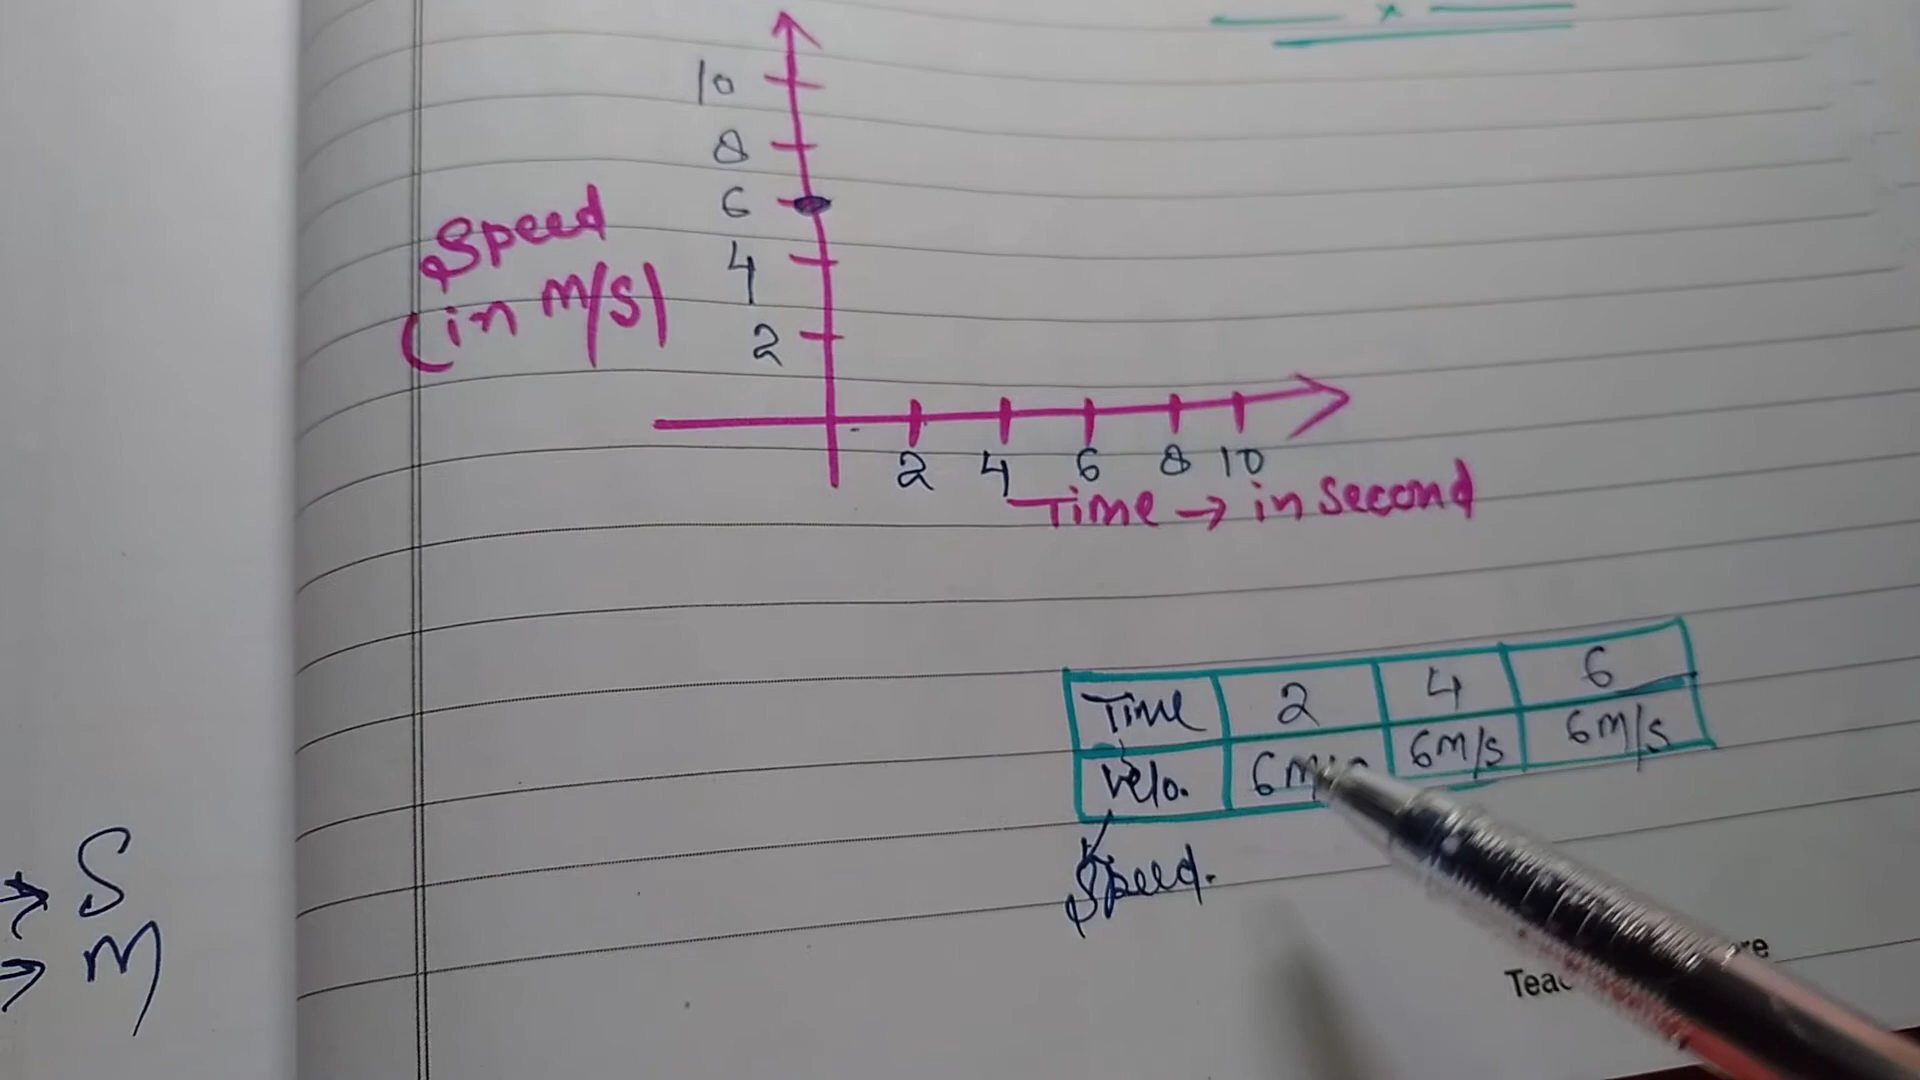 10
8
6
4
2
Speed
(in m/s)
2 4 6 8 10
Time → in second
Time 2 4 6
Velo. 6m/s 6m/s
Speed.
→ S
→ M